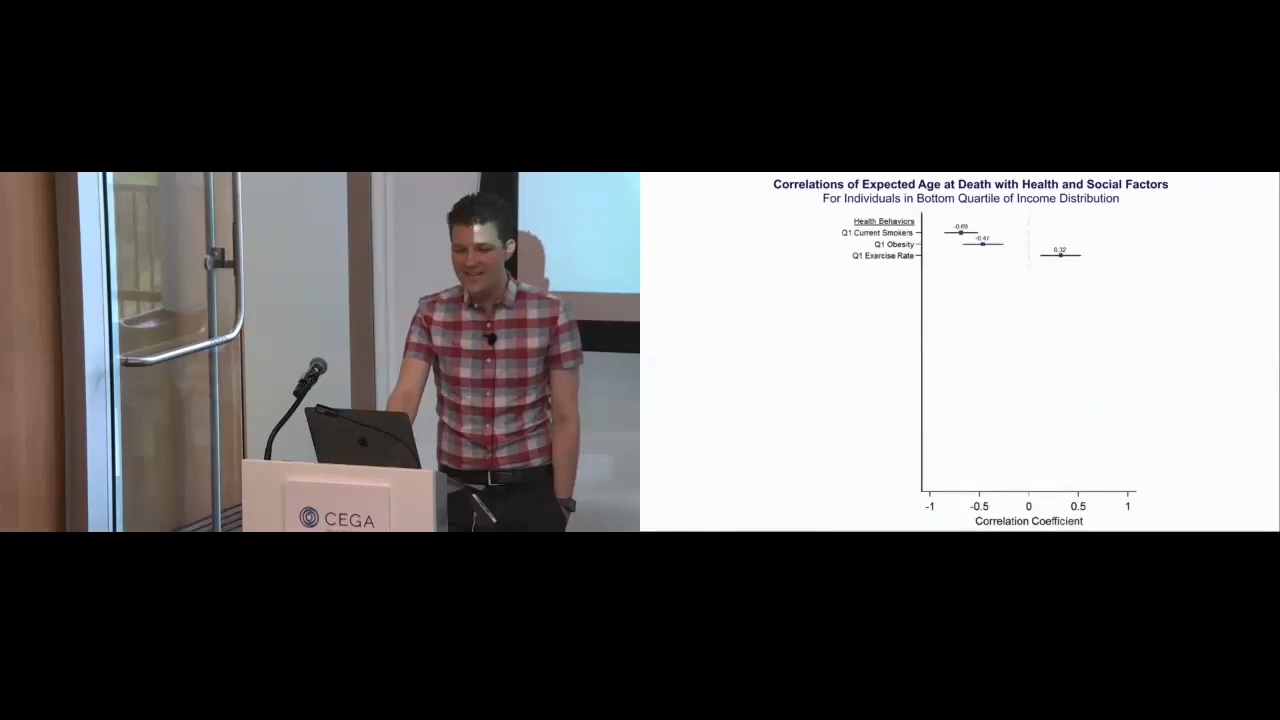 CEGA
Correlations of Expected Age at Death with Health and Social Factors
For Individuals in Bottom Quartile of Income Distribution
Health Behaviors
Q1 Current Smokers
-0.69
Q1 Obesity
-0.47
Q1 Exercise Rate
0.32
-1 -0.5 0 0.5 1
Correlation Coefficient